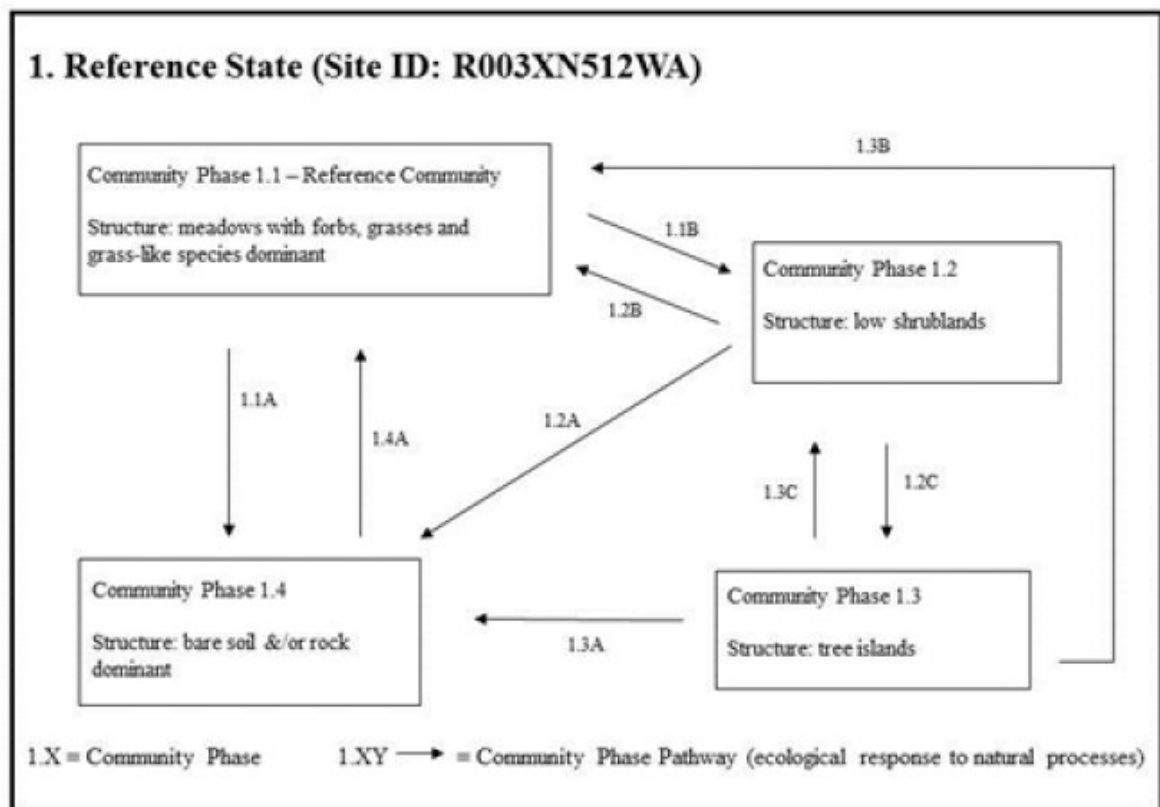 1. Reference State (Site ID: R003XN512WA)
1.3B
Community Phase 1.1 – Reference Community
Structure: meadows with forbs, grasses and
grass-like species dominant
1.1B
1.2B
Community Phase 1.2
Structure: low shrublands
1.1A
1.4A
1.2A
1.3C
1.2C
Community Phase 1.4
Structure: bare soil &/or rock
dominant
1.3A
Community Phase 1.3
Structure: tree islands
1.X = Community Phase
1.XY = Community Phase Pathway (ecological response to natural processes)